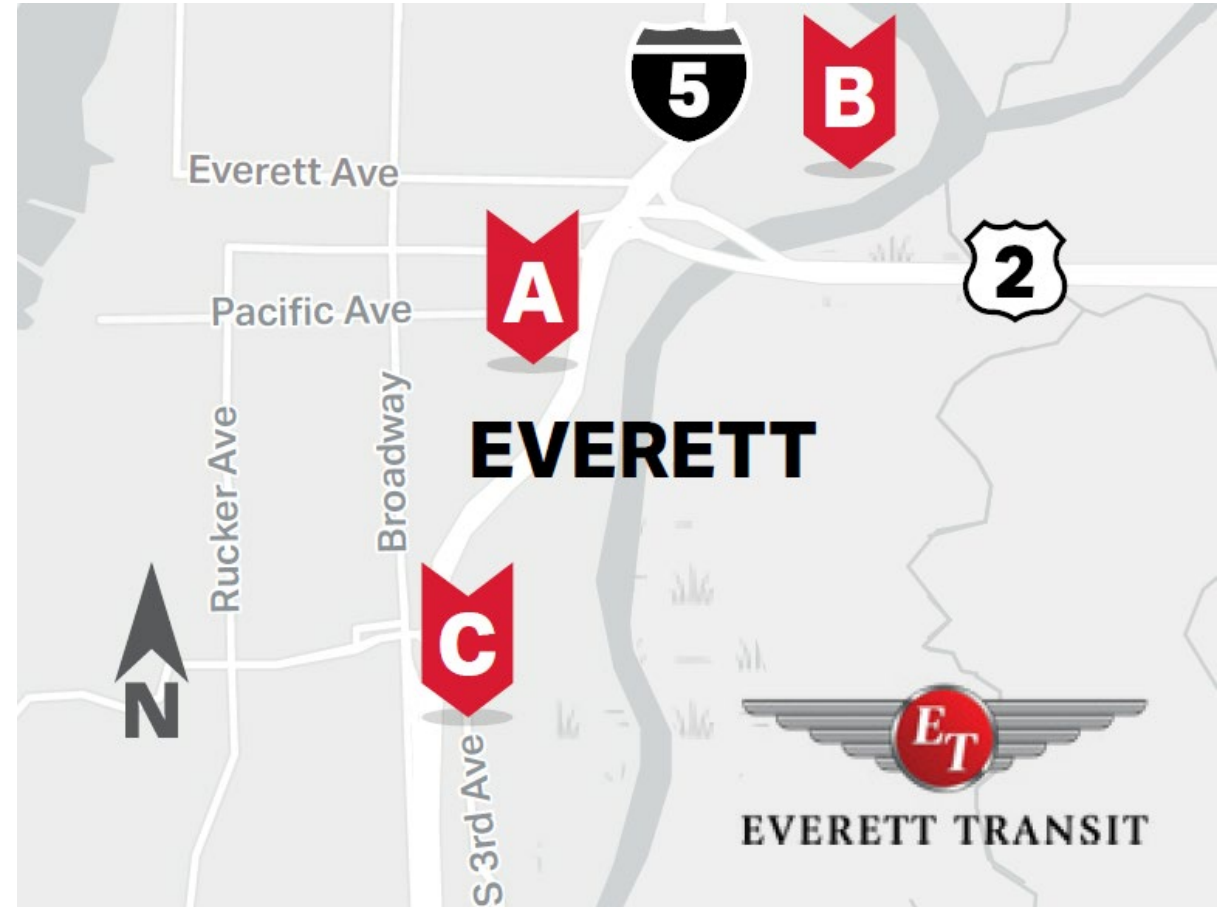 5
B
Everett Ave
A
2
Pacific Ave
Rucker Ave
Broadway
EVERETT
C
N
S 3rd Ave
ET
EVERETT TRANSIT